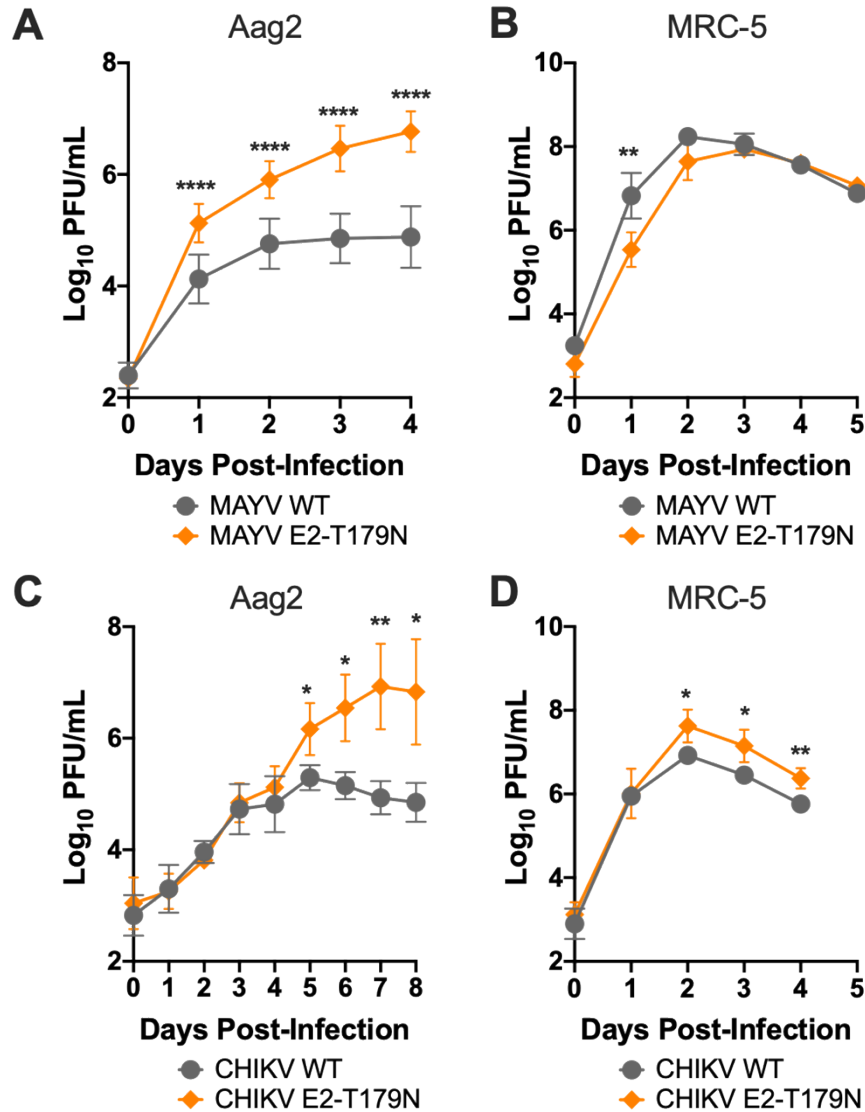 A
Aag2
Log10 PFU/mL
8
6
4
2
0 1 2 3 4
**** **** **** ****
Days Post-Infection
MAYV WT
MAYV E2-T179N
B
MRC-5
Log10 PFU/mL
10
8
6
4
2
0 1 2 3 4 5
**
Days Post-Infection
MAYV WT
MAYV E2-T179N
C
Aag2
Log10 PFU/mL
8
6
4
2
0 1 2 3 4 5 6 7 8
* * ** *
Days Post-Infection
CHIKV WT
CHIKV E2-T179N
D
MRC-5
Log10 PFU/mL
10
8
6
4
2
0 1 2 3 4 5
* * **
Days Post-Infection
CHIKV WT
CHIKV E2-T179N